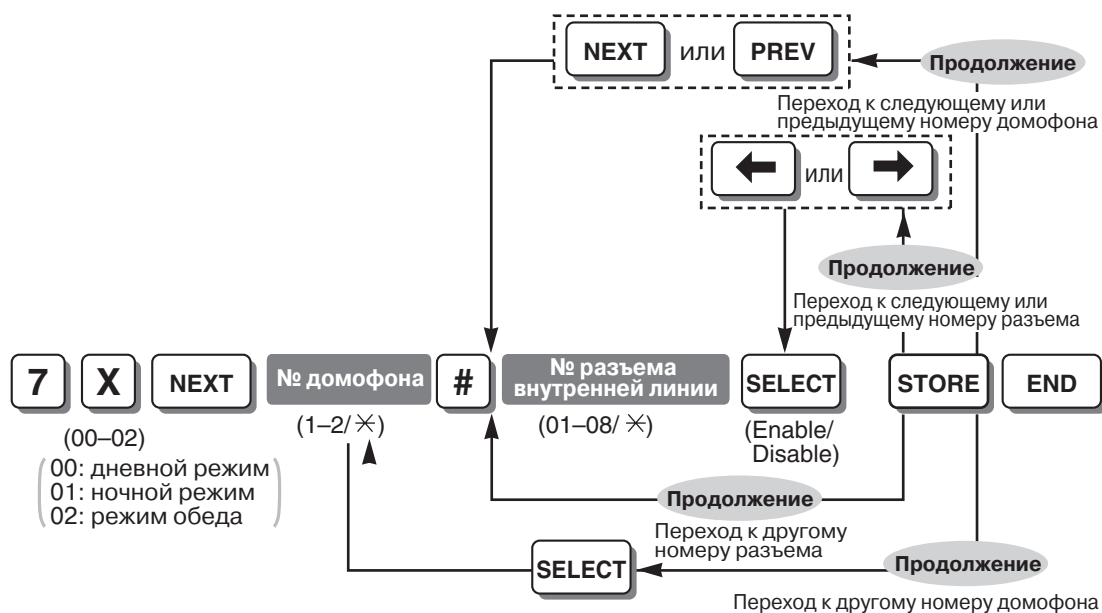 NEXT или PREV
Продолжение
Переход к следующему или
предыдущему номеру домофона
← или →
Продолжение
Переход к следующему или
предыдущему номеру разъема
7 X NEXT № домофона # № разъема
внутренней линии SELECT STORE END
(00–02)
00: дневной режим
01: ночной режим
02: режим обеда
(1–2/✳)
(01–08/ ✳)
(Enable/
Disable)
Продолжение
Переход к другому
номеру разъема
SELECT
Продолжение
Переход к другому номеру домофона